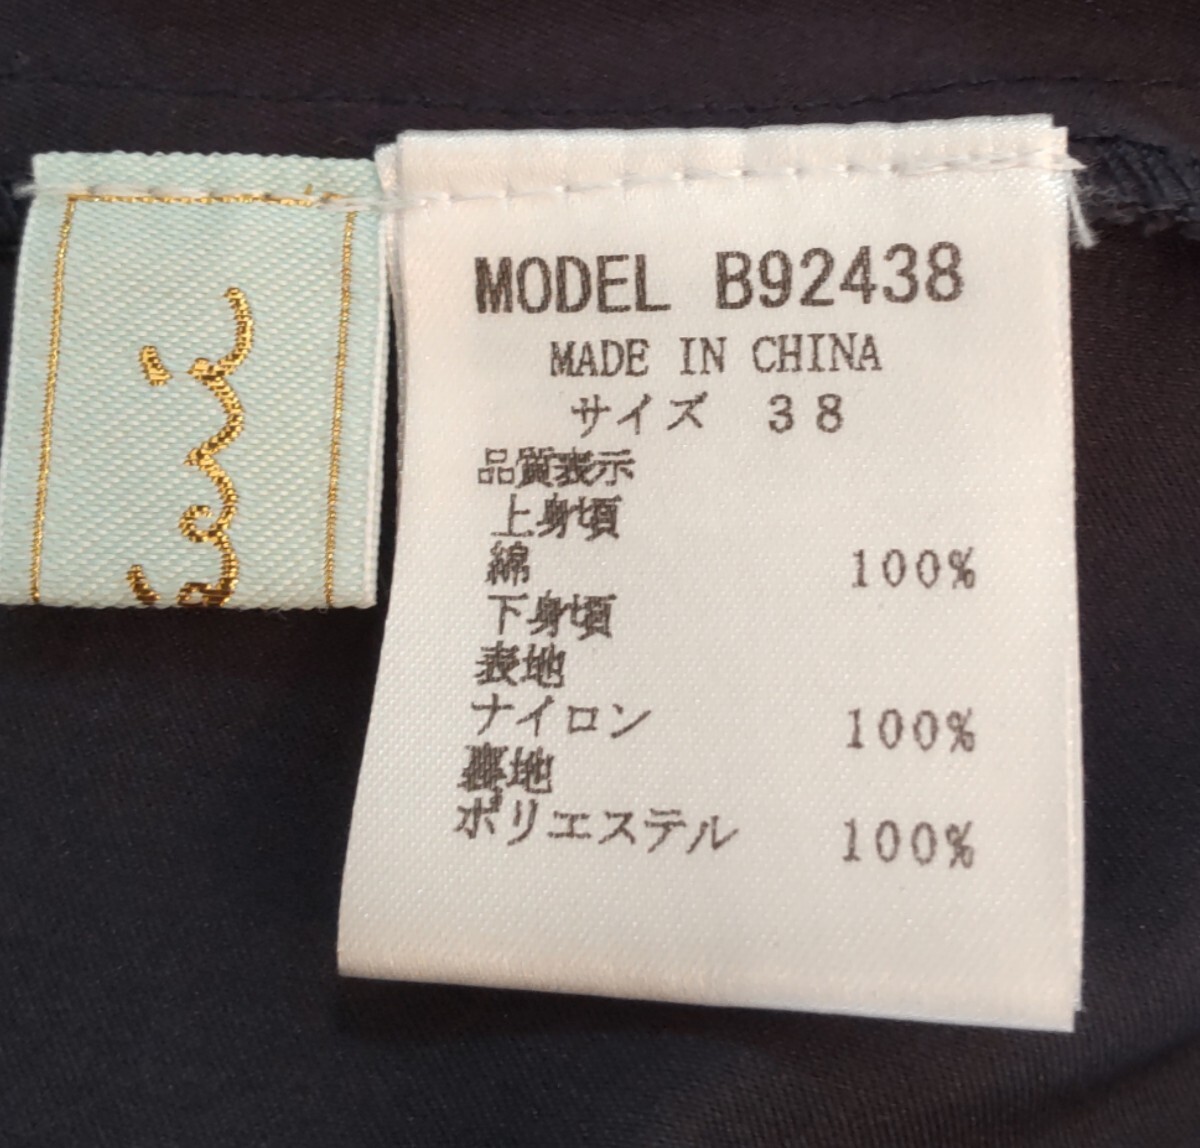 MODEL B92438
MADE IN CHINA
サイズ 38
品質表示
上身頃
綿 100%
下身頃
表地
ナイロン 100%
裏地
ポリエステル 100%